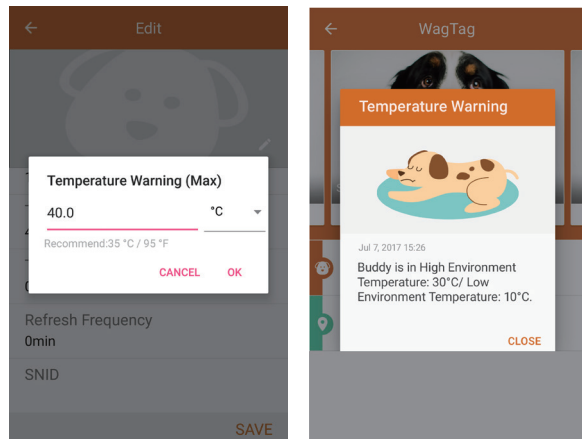 Edit
Temperature Warning (Max)
40.0 °C
Recommend:35 °C / 95 °F
CANCEL OK
Refresh Frequency
0min
SNID
SAVE
WagTag
Temperature Warning
Jul 7, 2017 15:26
Buddy is in High Environment
Temperature: 30°C/ Low
Environment Temperature: 10°C.
CLOSE